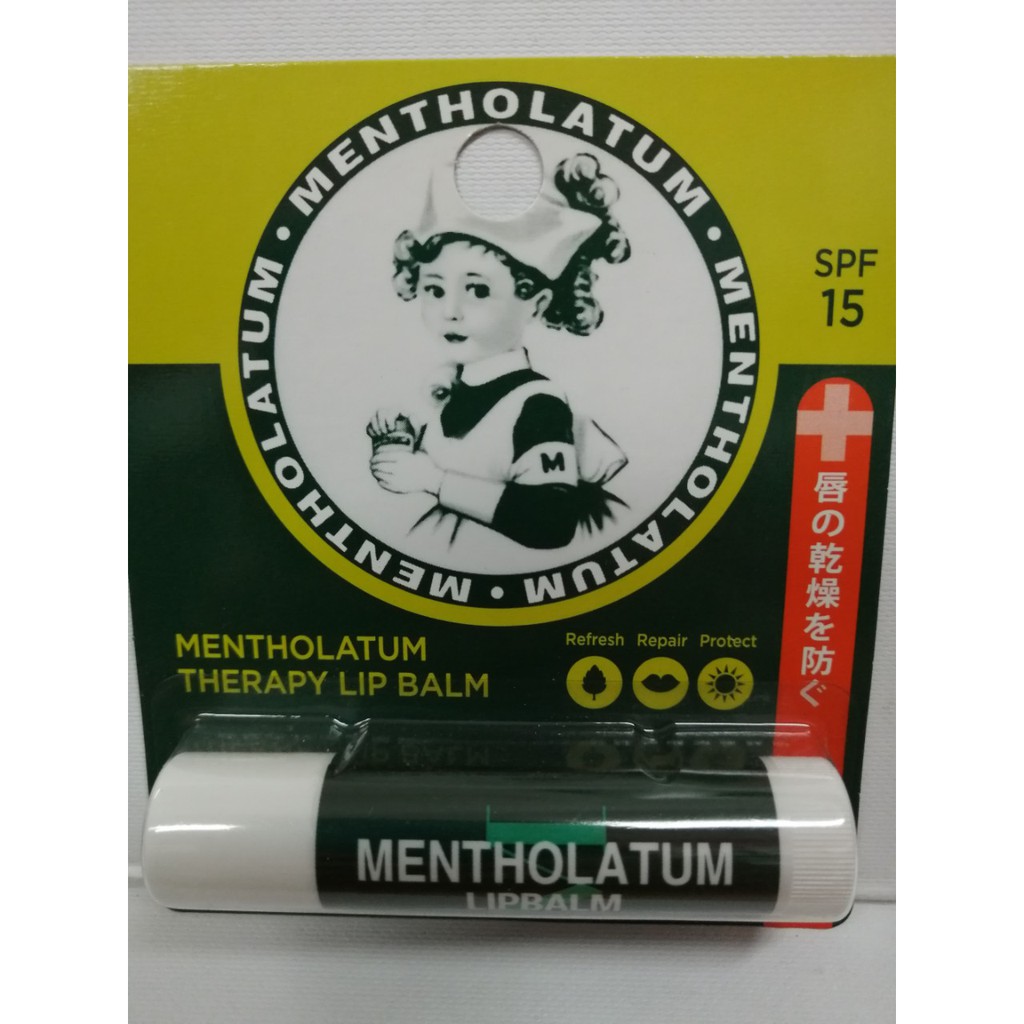 MENTHOLATUM • MENTHOLATUM • MENTHOLATUM • MENTHOLATUM •
M
SPF
15
唇の乾燥を防ぐ
MENTHOLATUM
THERAPY LIP BALM
Refresh Repair Protect
MENTHOLATUM
LIPBALM